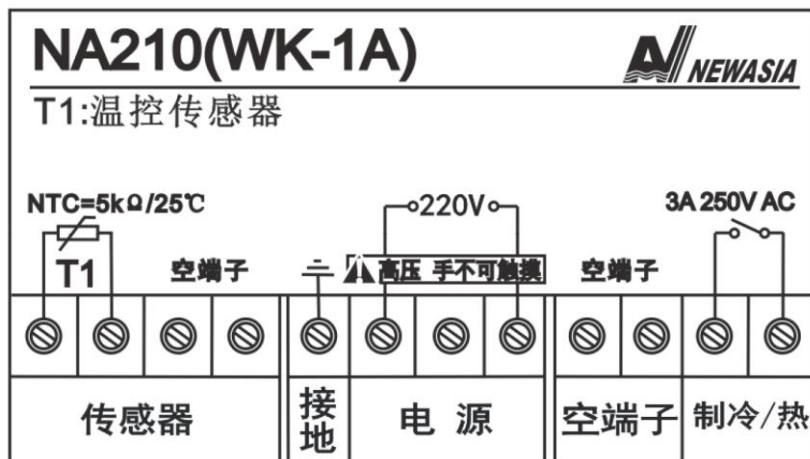 NA210(WK-1A)
NEWASIA
T1:温控传感器
NTC=5kΩ/25℃
220V
3A 250V AC
T1
空端子
高压 手不可触摸
空端子
传感器
接地
电 源
空端子
制冷/热